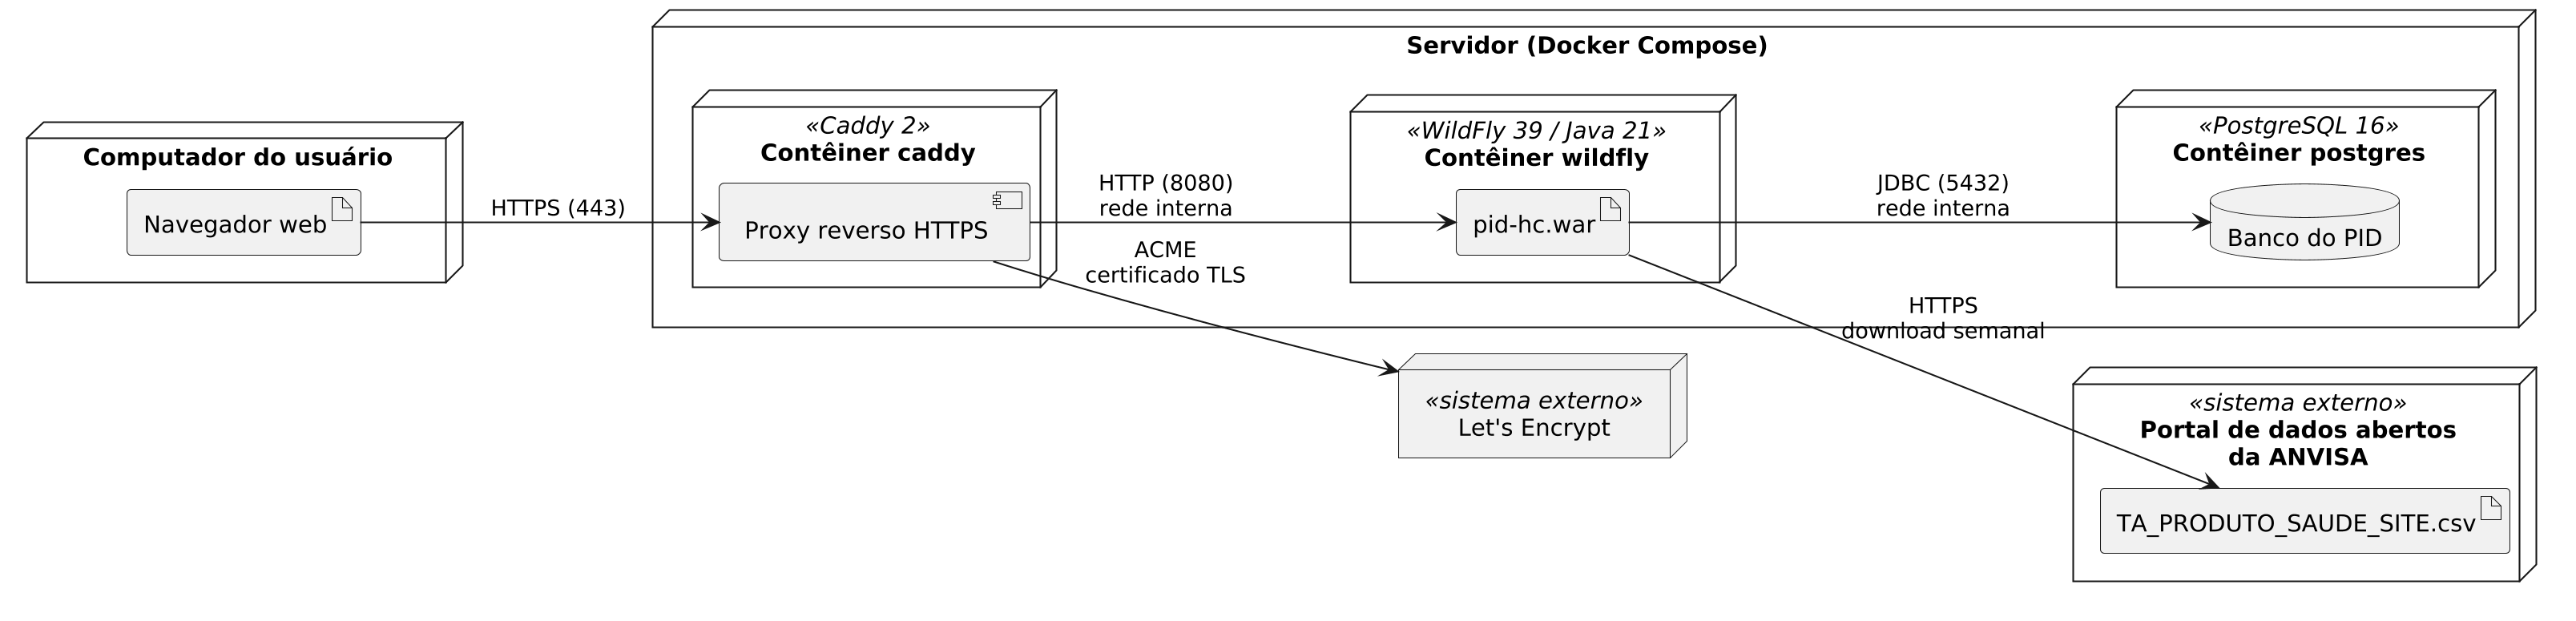 Servidor (Docker Compose)
Computador do usuário
Navegador web
HTTPS (443)
«Caddy 2»
Contêiner caddy
Proxy reverso HTTPS
HTTP (8080)
rede interna
ACME
certificado TLS
«WildFly 39 / Java 21»
Contêiner wildfly
pid-hc.war
JDBC (5432)
rede interna
«PostgreSQL 16»
Contêiner postgres
Banco do PID
HTTPS
download semanal
«sistema externo»
Let's Encrypt
«sistema externo»
Portal de dados abertos
da ANVISA
TA_PRODUTO_SAUDE_SITE.csv